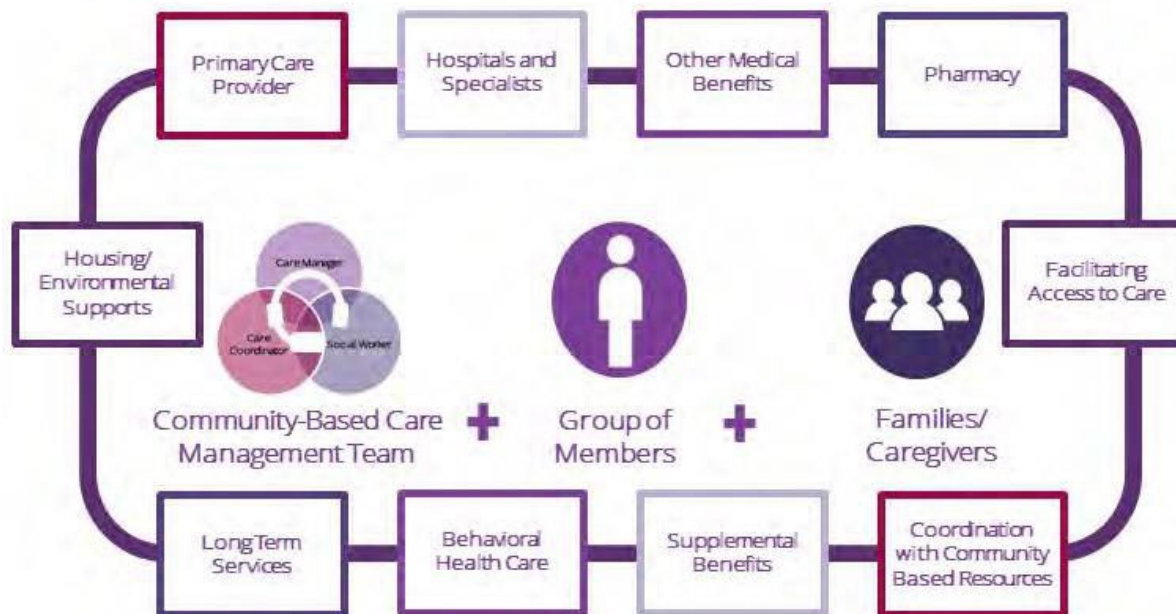 Primary Care
Provider
Hospitals and
Specialists
Other Medical
Benefits
Pharmacy
Housing/
Environmental
Supports
Care Manager
Care
Coordinator
Social Worker
Facilitating
Access to Care
Community-Based Care
Management Team
+
Group of
Members
+
Families/
Caregivers
Long Term
Services
Behavioral
Health Care
Supplemental
Benefits
Coordination
with Community
Based Resources